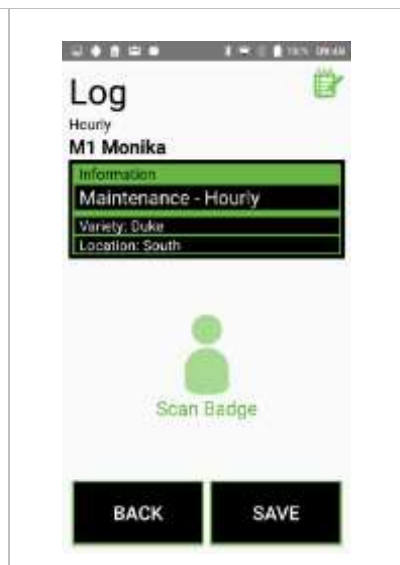 Log
Hourly
M1 Monika
Information
Maintenance - Hourly
Variety: Duke
Location: South
Scan Badge
BACK
SAVE